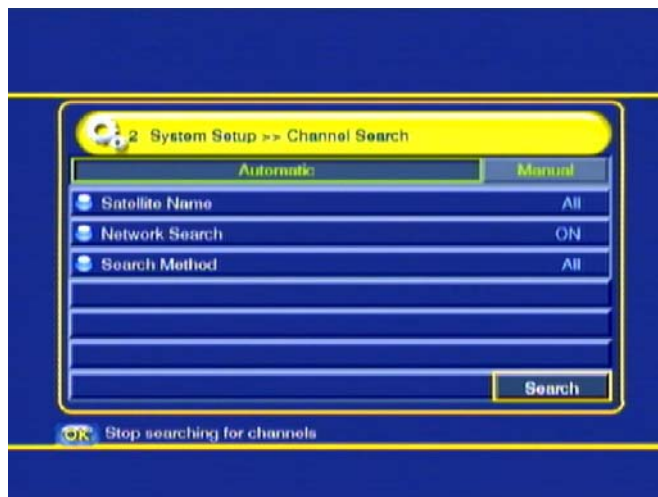 2 System Setup >> Channel Search
Automatic Manual
Satellite Name All
Network Search ON
Search Method All
Search
OK Stop searching for channels